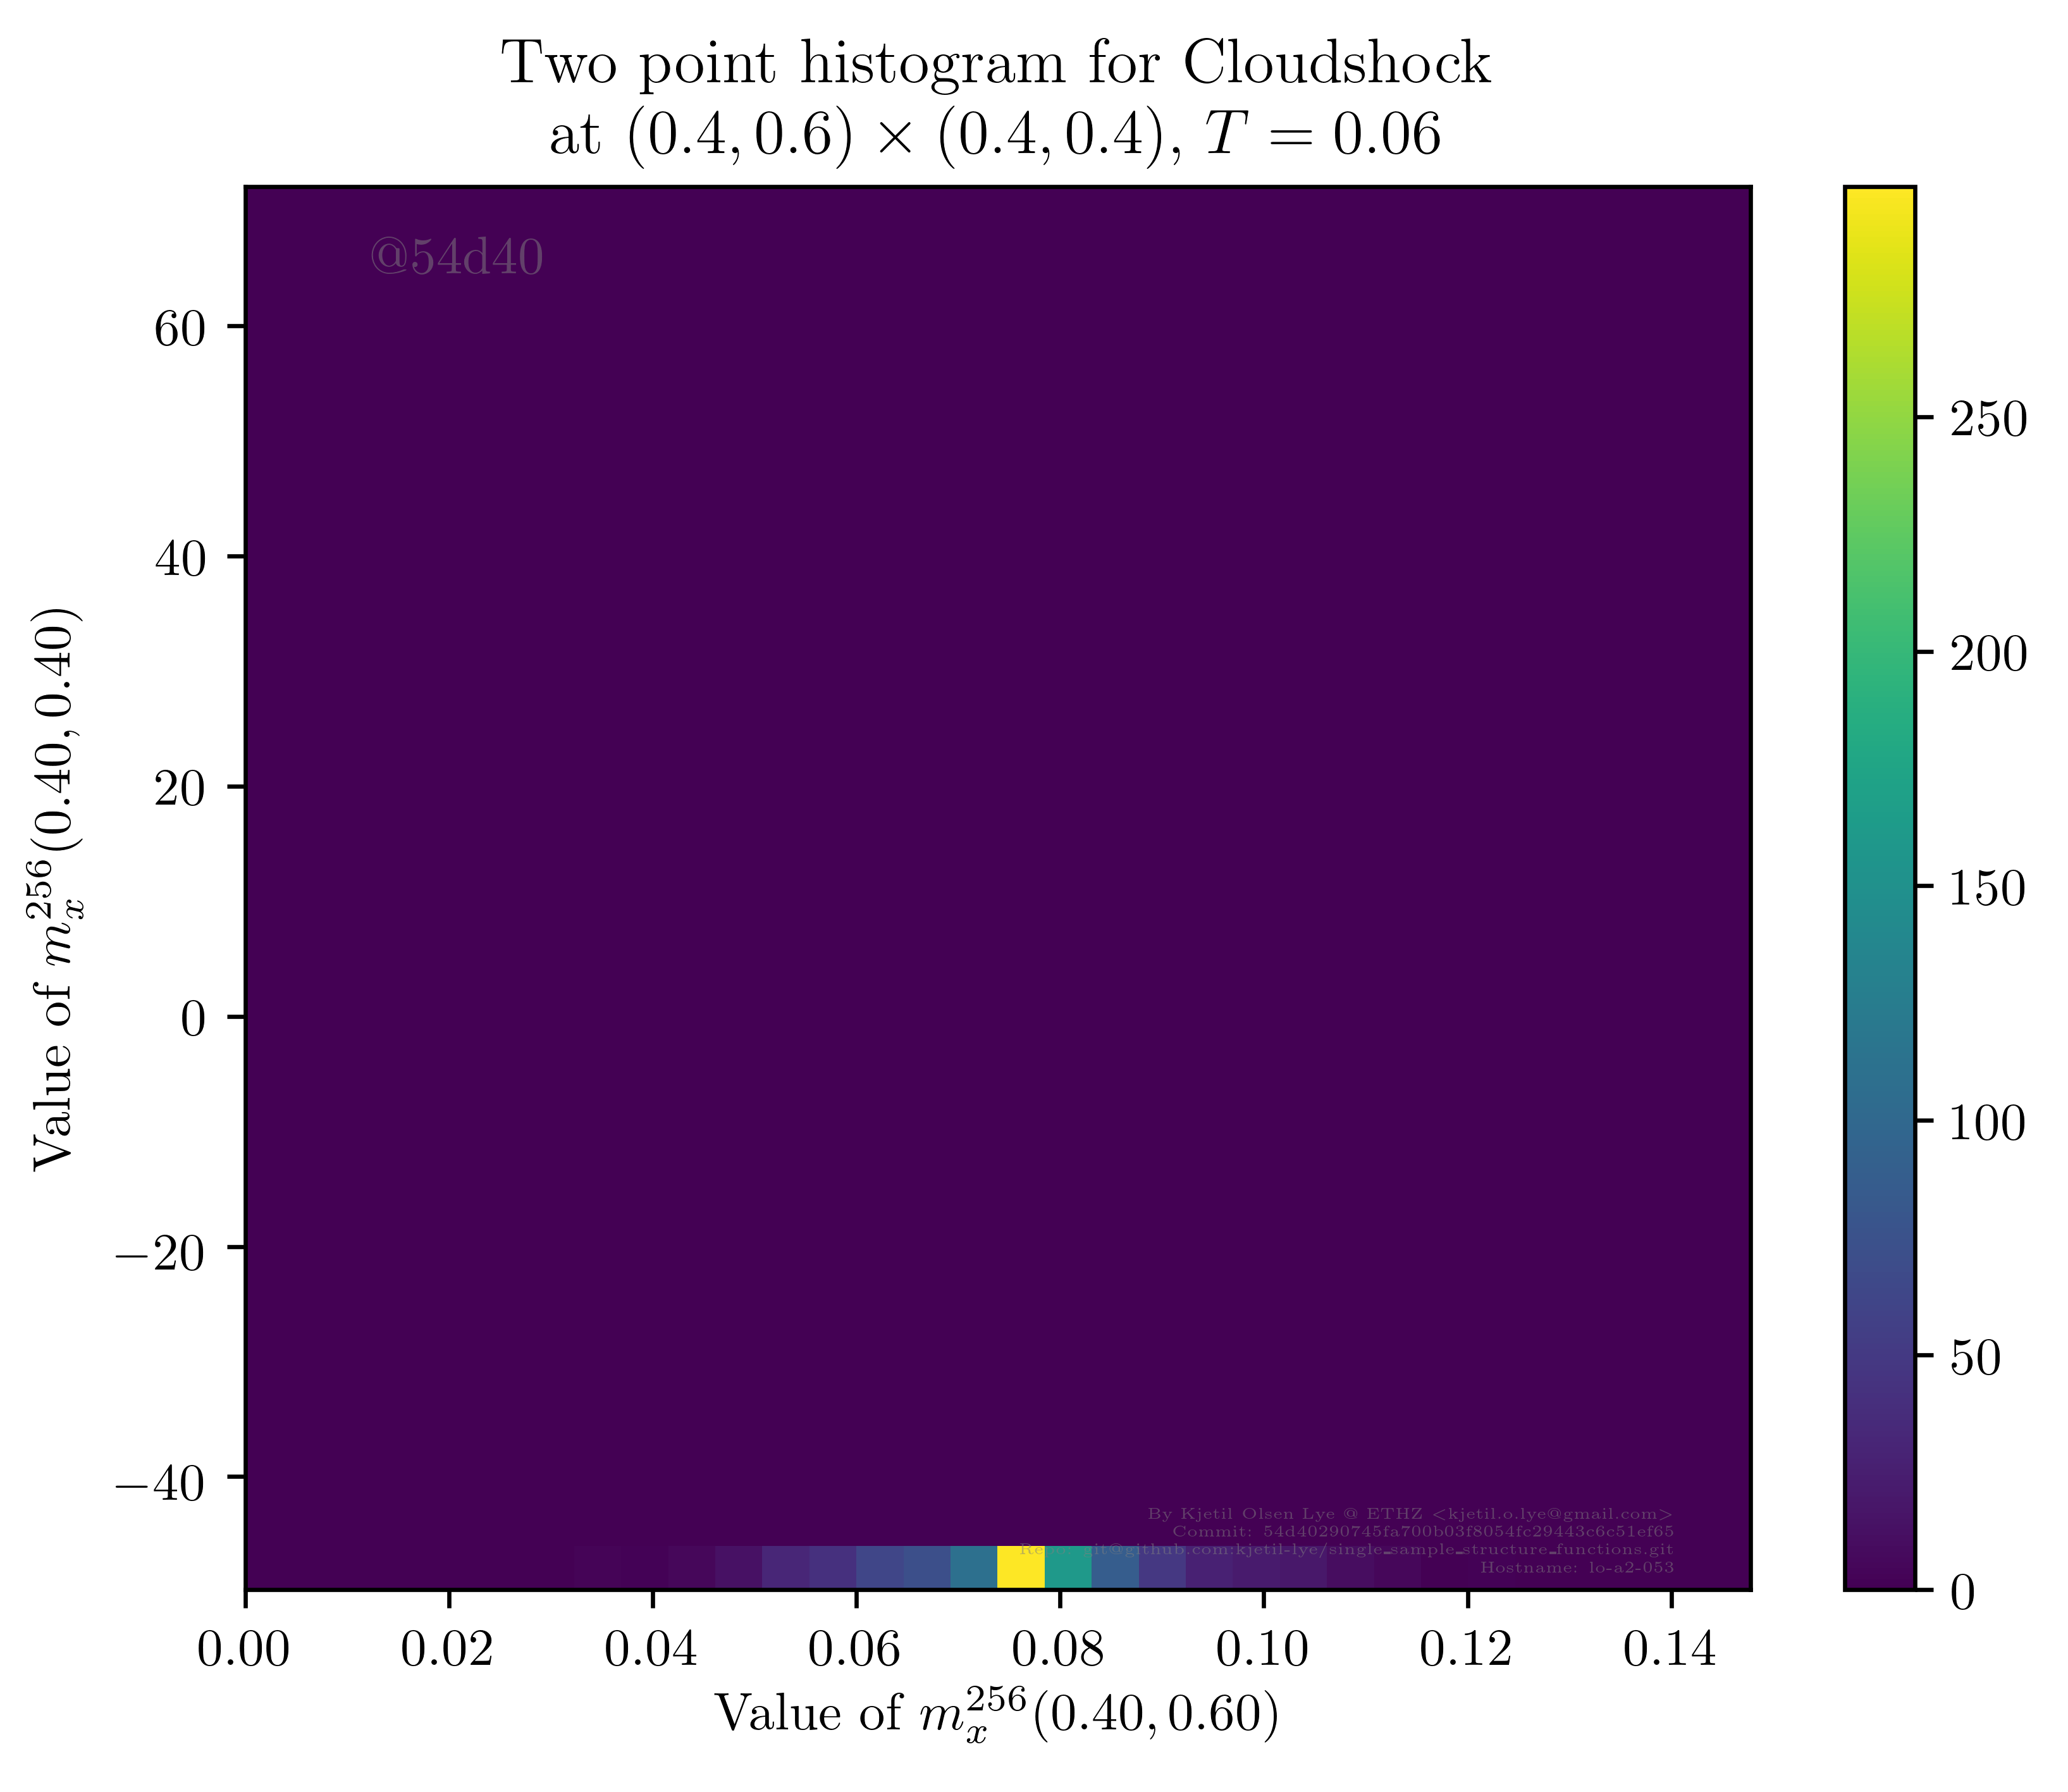 Two point histogram for Cloudshock
at (0.4, 0.6) × (0.4, 0.4), T = 0.06
@54d40
60
40
20
0
−20
−40
Value of m_x^256(0.40, 0.40)
0.00 0.02 0.04 0.06 0.08 0.10 0.12 0.14
Value of m_x^256(0.40, 0.60)
250
200
150
100
50
0
By Kjetil Olsen Lye @ ETHZ <kjetil.o.lye@gmail.com>
Commit: 54d40290745fa700b03f8054fc29443c6c51ef65
git@github.com:kjetil-lye/single_sample_structure_functions.git
Hostname: lo-a2-053